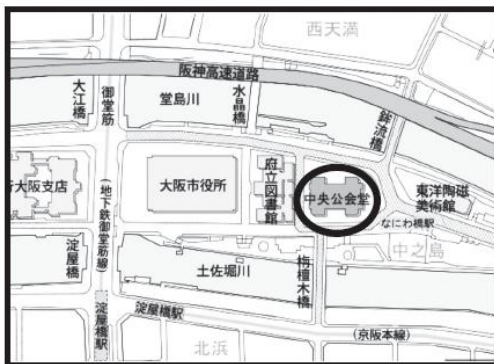 西天満
阪神高速道路
大江橋
御堂筋
堂島川
水晶橋
鉾流橋
大阪支店
(地下鉄御堂筋線)
大阪市役所
府立図書館
中央公会堂
東洋陶磁
美術館
なにわ橋駅
中之島
淀屋橋
土佐堀川
栴檀木橋
淀屋橋駅
淀屋橋駅
(京阪本線)
北浜